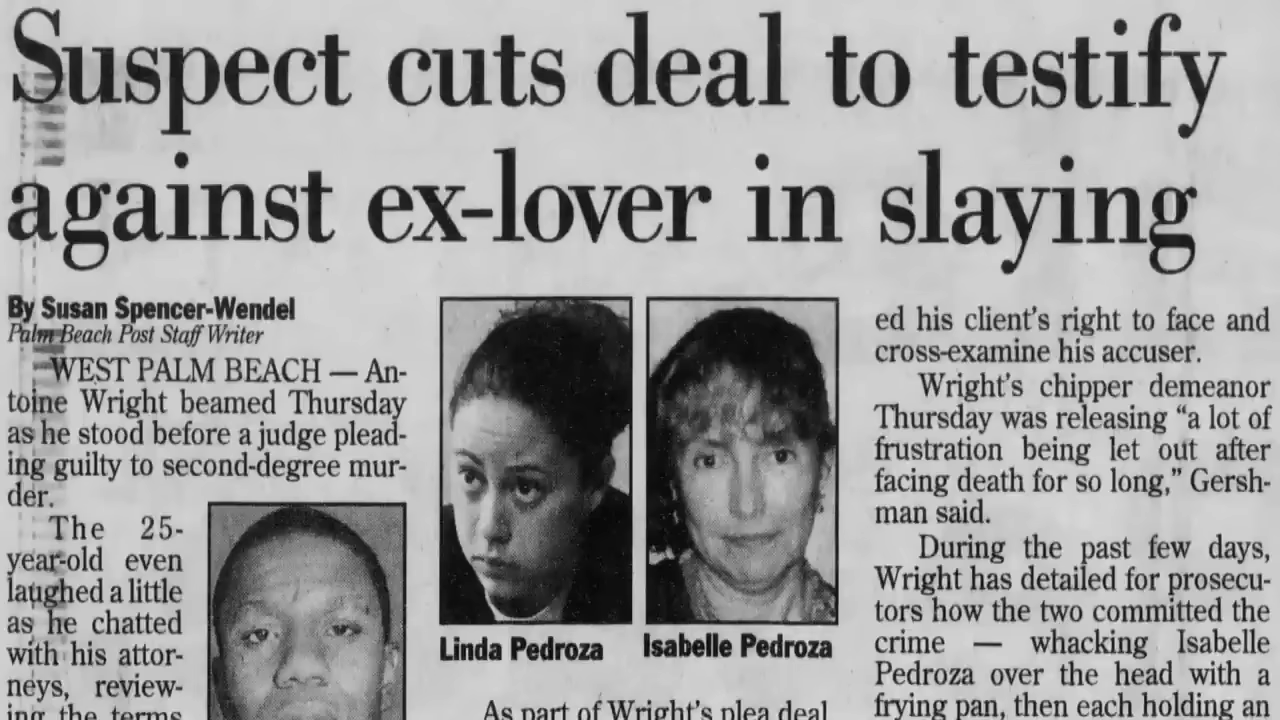 Suspect cuts deal to testify
against ex-lover in slaying
By Susan Spencer-Wendel
Palm Beach Post Staff Writer
WEST PALM BEACH — An-
toine Wright beamed Thursday
as he stood before a judge plead-
ing guilty to second-degree mur-
der.
The 25-
year-old even
laughed a little
as he chatted
with his attor-
neys, review-
ing the terms
Linda Pedroza
Isabelle Pedroza
As part of Wright's plea deal
ed his client's right to face and
cross-examine his accuser.
Wright's chipper demeanor
Thursday was releasing "a lot of
frustration being let out after
facing death for so long," Gersh-
man said.
During the past few days,
Wright has detailed for prosecu-
tors how the two committed the
crime — whacking Isabelle
Pedroza over the head with a
frying pan, then each holding an